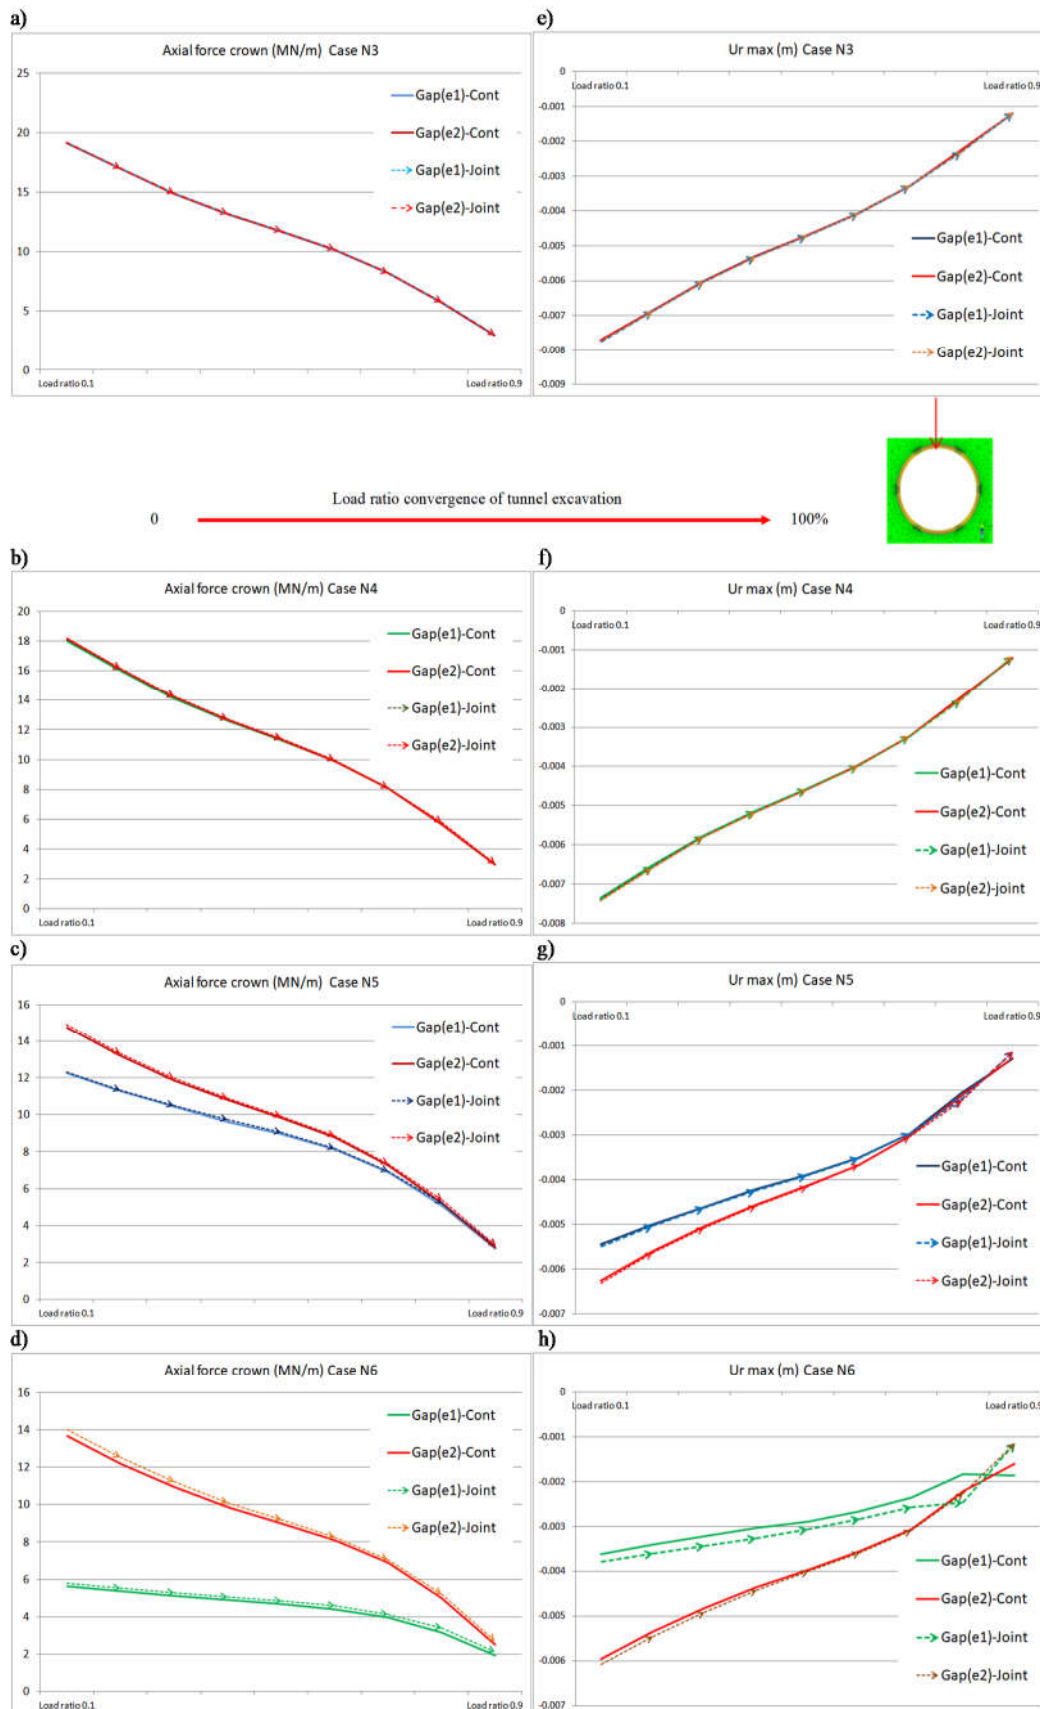 a)
Axial force crown (MN/m) Case N3
25
20
15
10
5
0
Load ratio 0.1
Load ratio 0.9
Gap(e1)-Cont
Gap(e2)-Cont
Gap(e1)-Joint
Gap(e2)-Joint
e)
Ur max (m) Case N3
0
-0.001
-0.002
-0.003
-0.004
-0.005
-0.006
-0.007
-0.008
-0.009
Load ratio 0.1
Load ratio 0.9
Gap(e1)-Cont
Gap(e2)-Cont
Gap(e1)-Joint
Gap(e2)-Joint
Load ratio convergence of tunnel excavation
0
100%
b)
Axial force crown (MN/m) Case N4
20
18
16
14
12
10
8
6
4
2
0
Load ratio 0.1
Load ratio 0.9
Gap(e1)-Cont
Gap(e2)-Cont
Gap(e1)-Joint
Gap(e2)-Joint
f)
Ur max (m) Case N4
0
-0.001
-0.002
-0.003
-0.004
-0.005
-0.006
-0.007
-0.008
Load ratio 0.1
Load ratio 0.9
Gap(e1)-Cont
Gap(e2)-Cont
Gap(e1)-Joint
Gap(e2)-joint
c)
Axial force crown (MN/m) Case N5
16
14
12
10
8
6
4
2
0
Load ratio 0.1
Load ratio 0.9
Gap(e1)-Cont
Gap(e2)-Cont
Gap(e1)-Joint
Gap(e2)-Joint
g)
Ur max (m) Case N5
0
-0.001
-0.002
-0.003
-0.004
-0.005
-0.006
-0.007
Load ratio 0.1
Load ratio 0.9
Gap(e1)-Cont
Gap(e2)-Cont
Gap(e1)-Joint
Gap(e2)-Joint
d)
Axial force crown (MN/m) Case N6
16
14
12
10
8
6
4
2
0
Load ratio 0.1
Load ratio 0.9
Gap(e1)-Cont
Gap(e2)-Cont
Gap(e1)-Joint
Gap(e2)-Joint
h)
Ur max (m) Case N6
0
-0.001
-0.002
-0.003
-0.004
-0.005
-0.006
-0.007
Load ratio 0.1
Load ratio 0.9
Gap(e1)-Cont
Gap(e2)-Cont
Gap(e1)-Joint
Gap(e2)-Joint